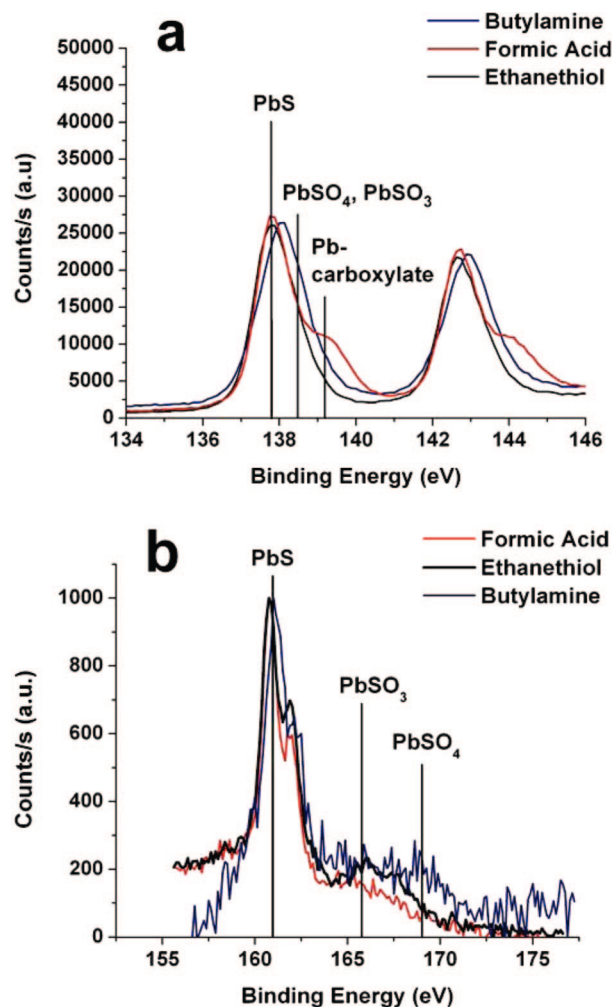 a
Butylamine
Formic Acid
Ethanethiol
50000
45000
40000
35000
30000
25000
20000
15000
10000
5000
0
Counts/s (a.u)
PbS
PbSO₄, PbSO₃
Pb-
carboxylate
134 136 138 140 142 144 146
Binding Energy (eV)
b
Formic Acid
Ethanethiol
Butylamine
1000
800
600
400
200
0
Counts/s (a.u.)
PbS
PbSO₃
PbSO₄
155 160 165 170 175
Binding Energy (eV)